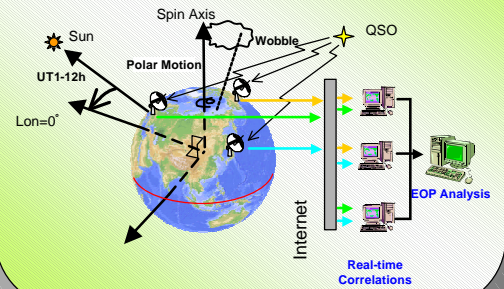 Spin Axis
QSO
Sun
Wobble
Polar Motion
UT1-12h
Lon=0°
Internet
EOP Analysis
Real-time
Correlations